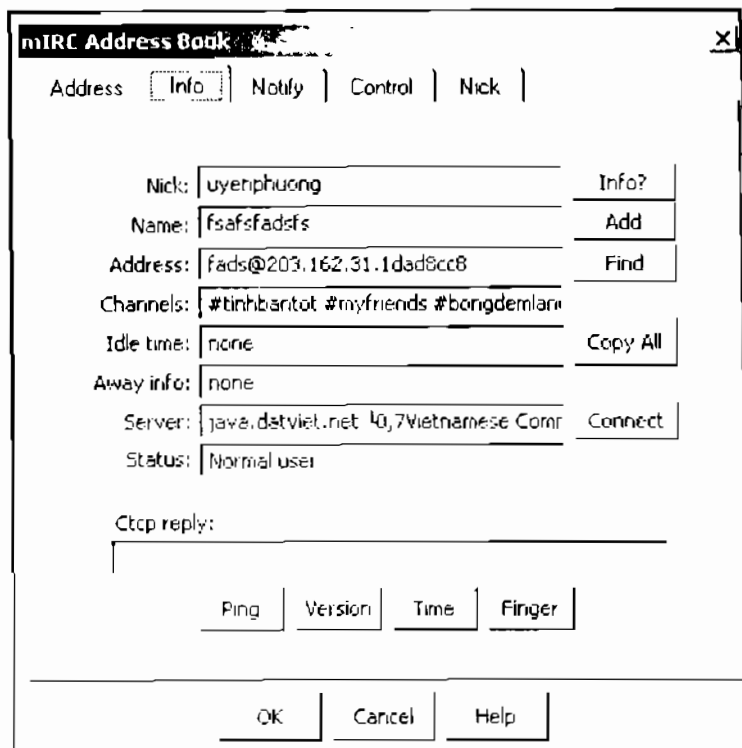 mIRC Address Book
Address Info Notify Control Nick
Nick: uyenphuong Info?
Name: fsafsfadsfs Add
Address: fads@203.162.31.1dad8cc8 Find
Channels: #tinhbantot #myfriends #bongdemlan
Idle time: none Copy All
Away info: none
Server: java.datviet.net 0,7Vietnamese Comm Connect
Status: Normal user
Ctcp reply:
Ping Version Time Finger
OK Cancel Help